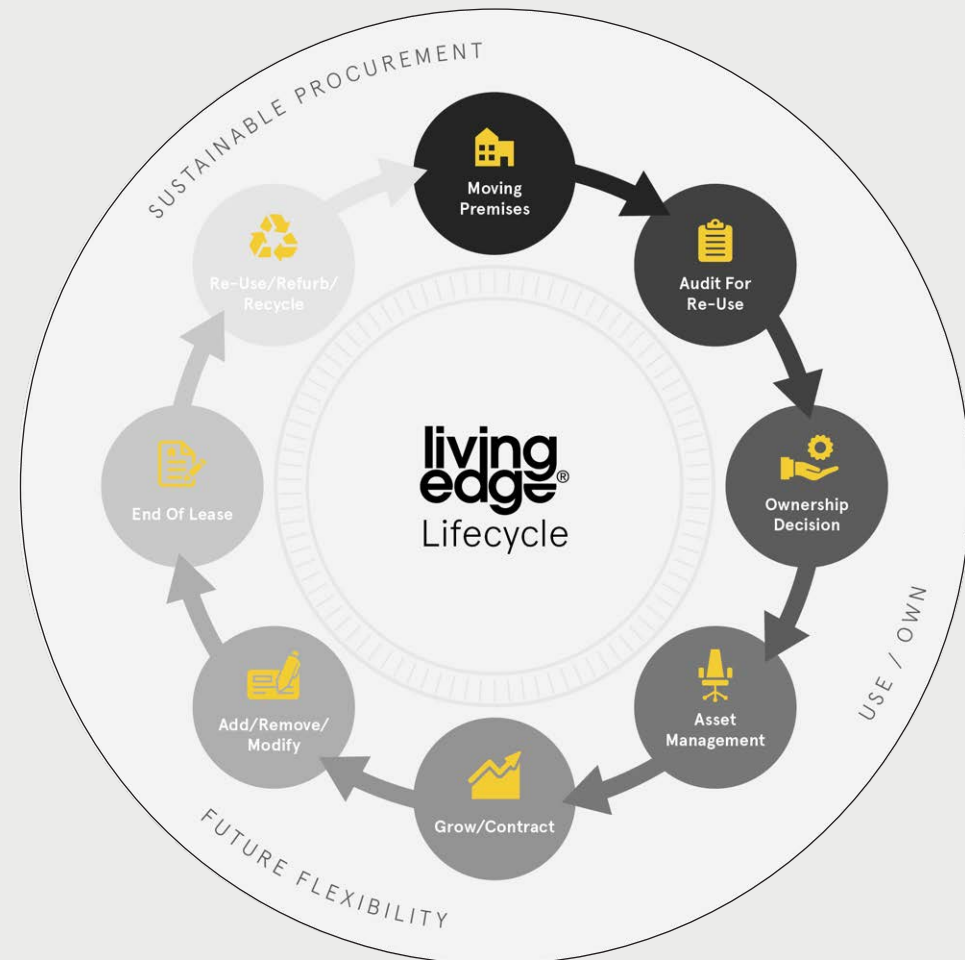 SUSTAINABLE PROCUREMENT
Moving
Premises
Audit For
Re-Use
Ownership
Decision
Asset
Management
Grow/Contract
Add/Remove/
Modify
End Of Lease
Re-Use/Refurb/
Recycle
living
edge®
Lifecycle
USE / OWN
FUTURE FLEXIBILITY